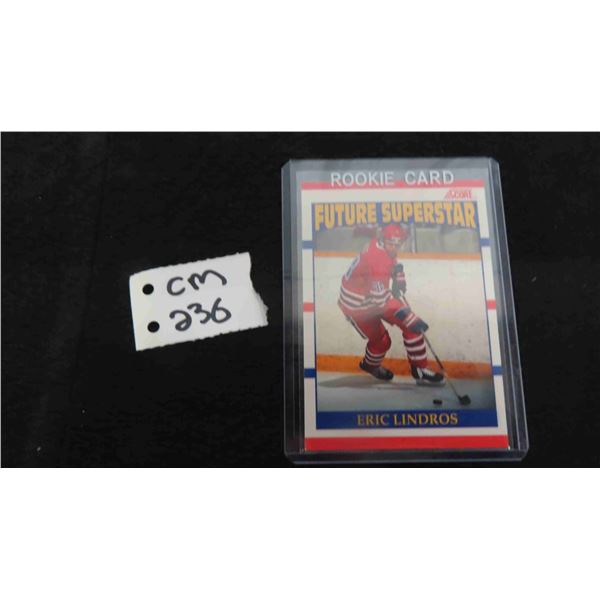 CM
236
ROOKIE CARD
SCORE
FUTURE SUPERSTAR
ERIC LINDROS